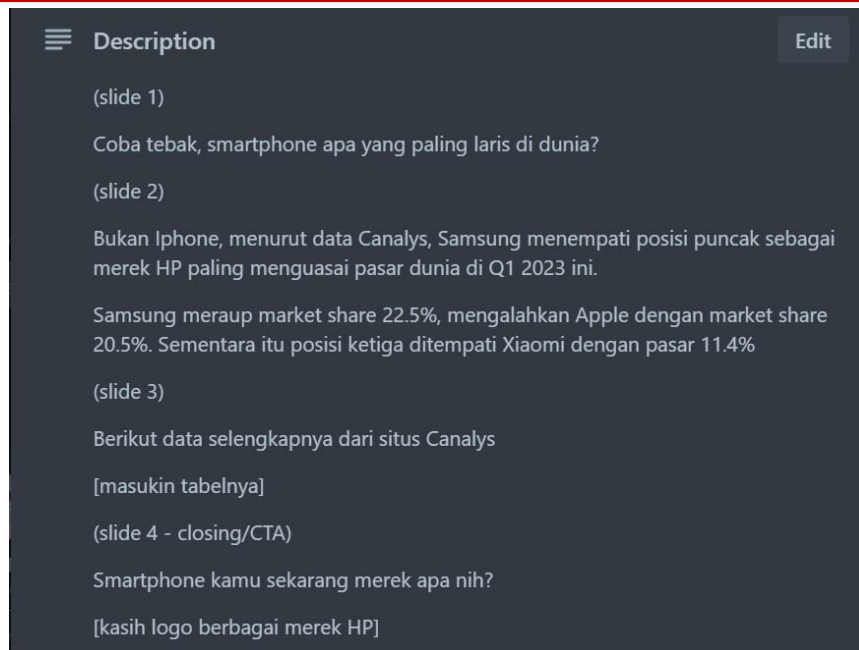 Description
Edit
(slide 1)
Coba tebak, smartphone apa yang paling laris di dunia?
(slide 2)
Bukan Iphone, menurut data Canalys, Samsung menempati posisi puncak sebagai
merek HP paling menguasai pasar dunia di Q1 2023 ini.
Samsung meraup market share 22.5%, mengalahkan Apple dengan market share
20.5%. Sementara itu posisi ketiga ditempati Xiaomi dengan pasar 11.4%
(slide 3)
Berikut data selengkapnya dari situs Canalys
[masukin tabelnya]
(slide 4 - closing/CTA)
Smartphone kamu sekarang merek apa nih?
[kasih logo berbagai merek HP]